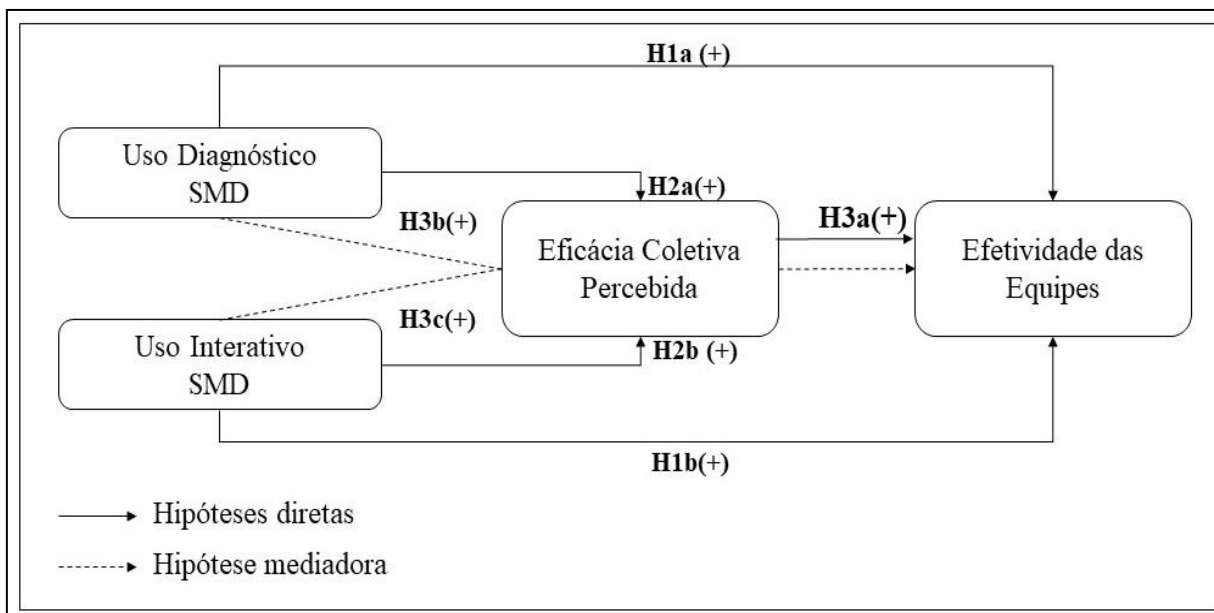 H1a (+)
Uso Diagnóstico
SMD
H2a(+)
H3b(+)
H3a(+)
Eficácia Coletiva
Percebida
Efetividade das
Equipes
H3c(+)
Uso Interativo
SMD
H2b (+)
H1b(+)
Hipóteses diretas
Hipótese mediadora